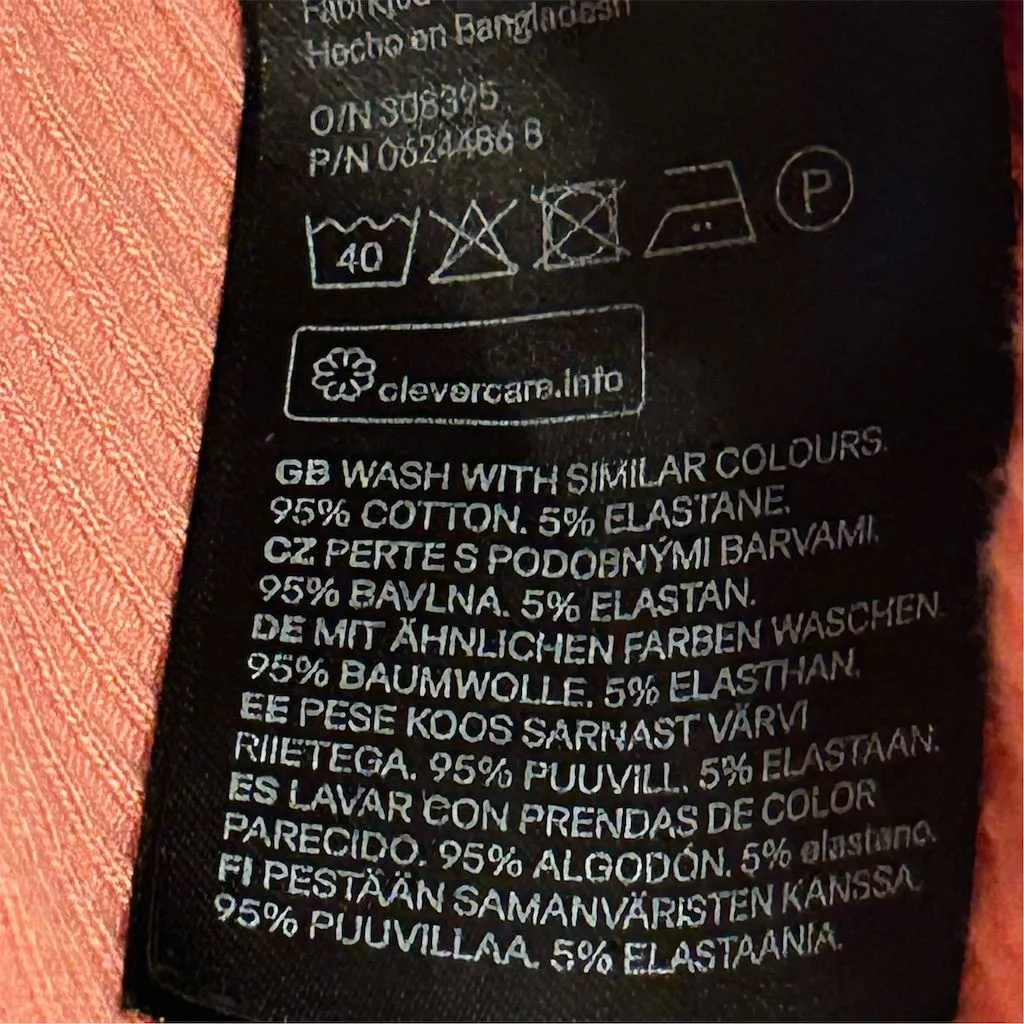 Hecho en Bangladesh
O/N 308395
P/N 0624486 B
40
P
clevercare.info
GB WASH WITH SIMILAR COLOURS.
95% COTTON. 5% ELASTANE.
CZ PERTE S PODOBNÝMI BARVAMI.
95% BAVLNA. 5% ELASTAN.
DE MIT ÄHNLICHEN FARBEN WASCHEN.
95% BAUMWOLLE. 5% ELASTHAN.
EE PESE KOOS SARNAST VÄRVI
RIIETEGA. 95% PUUVILL. 5% ELASTAAN.
ES LAVAR CON PRENDAS DE COLOR
PARECIDO. 95% ALGODÓN. 5% elastano.
FI PESTÄÄN SAMANVÄRISTEN KANSSA.
95% PUUVILLAA. 5% ELASTAANIA.